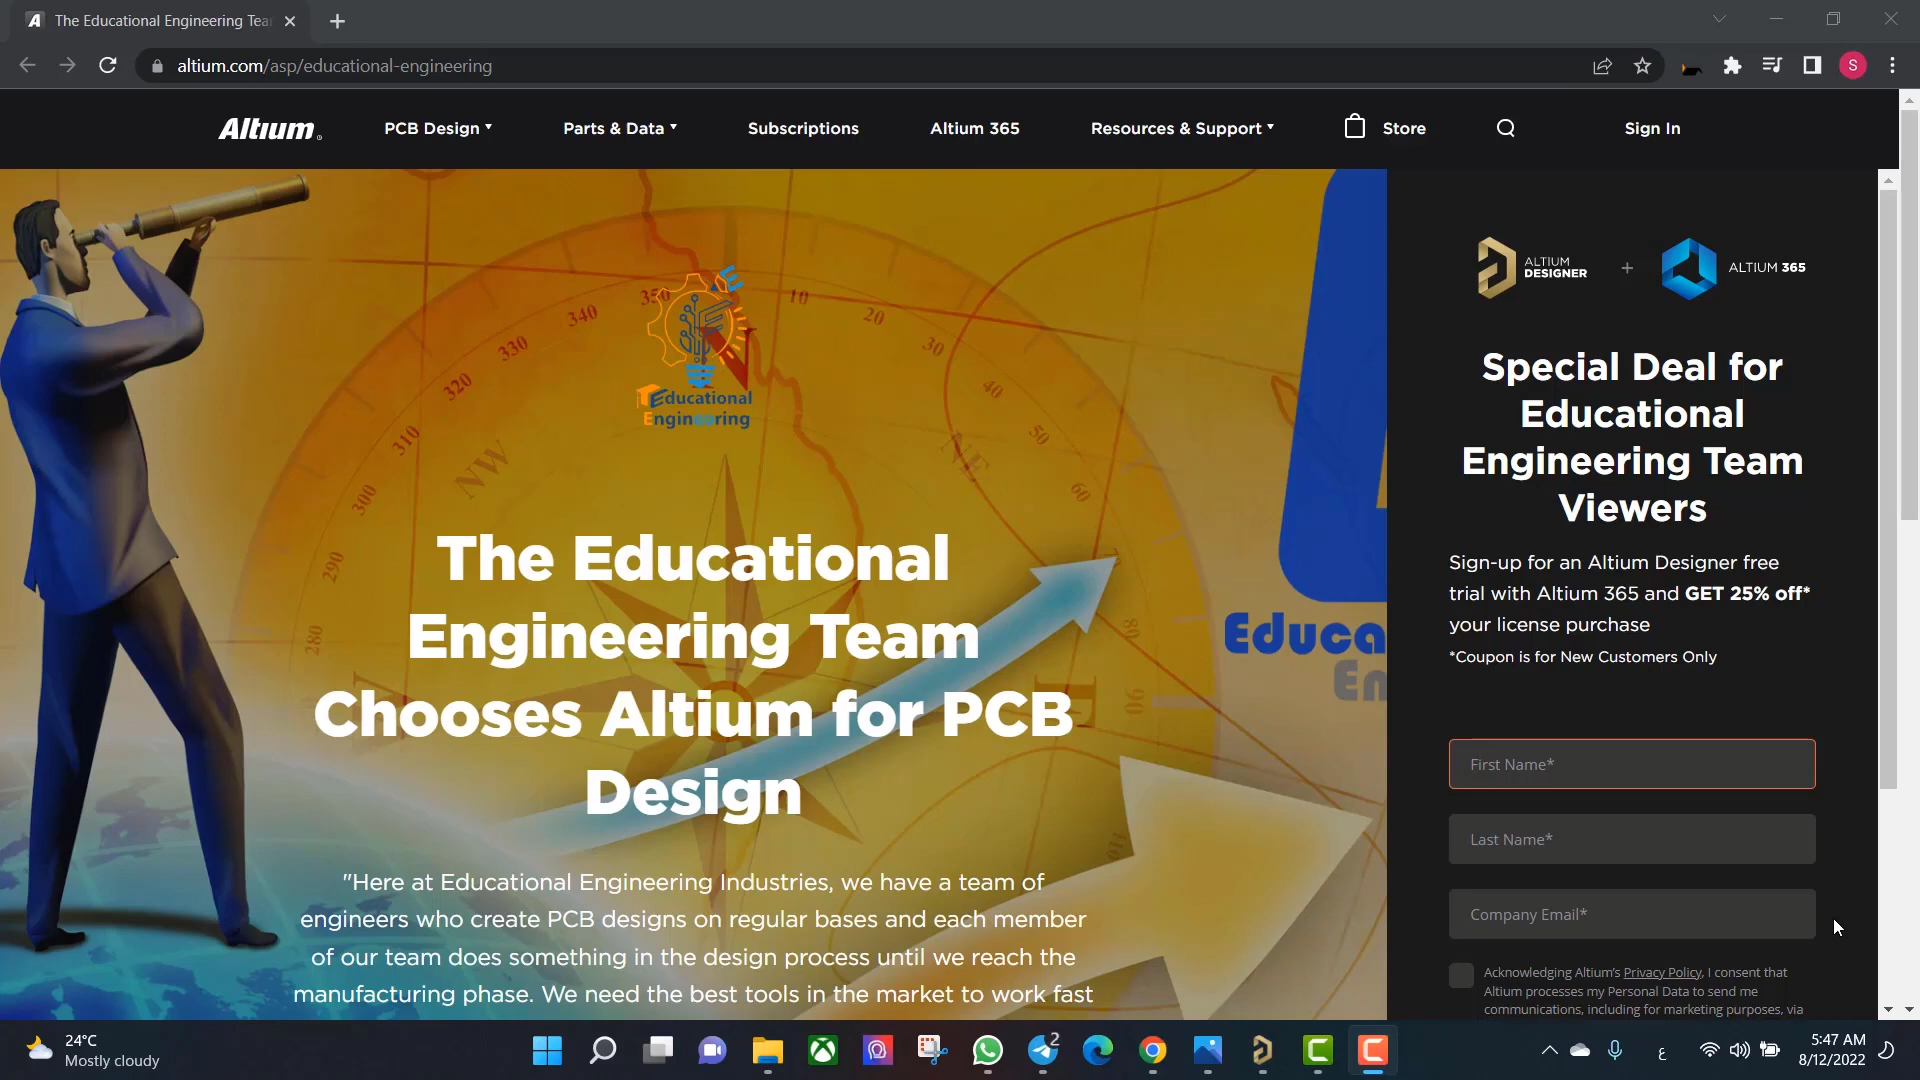 The Educational Engineering Tea
altium.com/asp/educational-engineering
S
Altium
PCB Design
Parts & Data
Subscriptions
Altium 365
Resources & Support
Store
Sign In
350
10
340
20
330
30
320
40
310
50
300
60
290
280
80
90
110
NW
NE
N
E
TEducational
Engineering
Educa
En
The Educational
Engineering Team
Chooses Altium for PCB
Design
"Here at Educational Engineering Industries, we have a team of
engineers who create PCB designs on regular bases and each member
of our team does something in the design process until we reach the
manufacturing phase. We need the best tools in the market to work fast
ALTIUM
DESIGNER
+
ALTIUM 365
Special Deal for
Educational
Engineering Team
Viewers
Sign-up for an Altium Designer free
trial with Altium 365 and GET 25% off*
your license purchase
*Coupon is for New Customers Only
First Name*
Last Name*
Company Email*
Acknowledging Altium's Privacy Policy, I consent that
Altium processes my Personal Data to send me
communications, including for marketing purposes, via
24°C
Mostly cloudy
2
ع
5:47 AM
8/12/2022